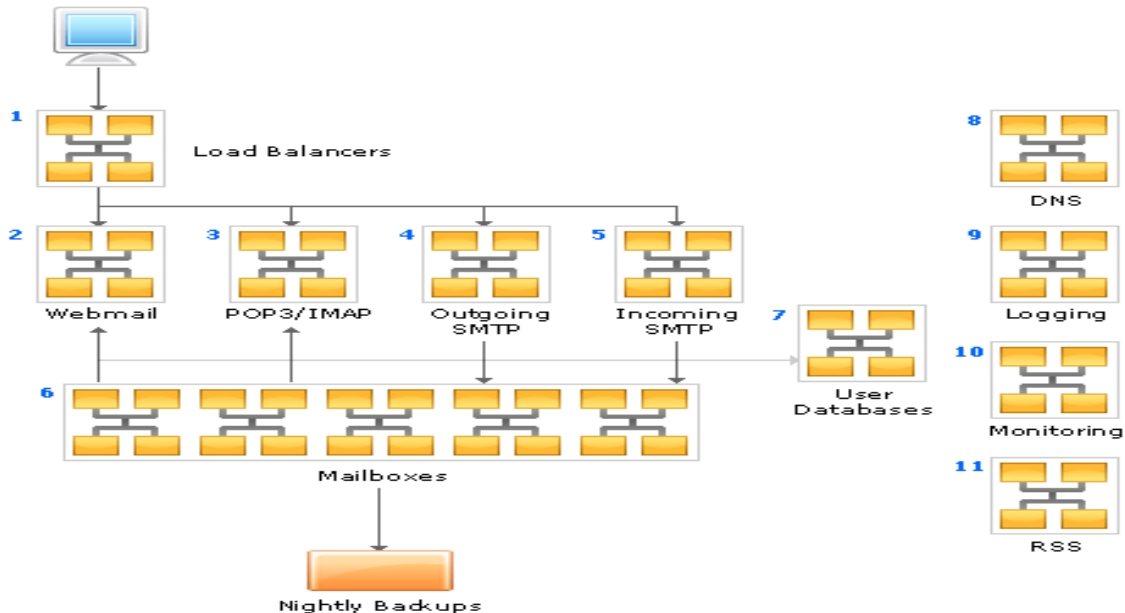 1
Load Balancers
8
DNS
2
Webmail
3
POP3/IMAP
4
Outgoing
SMTP
5
Incoming
SMTP
9
Logging
7
User
Databases
10
Monitoring
6
Mailboxes
11
RSS
Nightly Backups